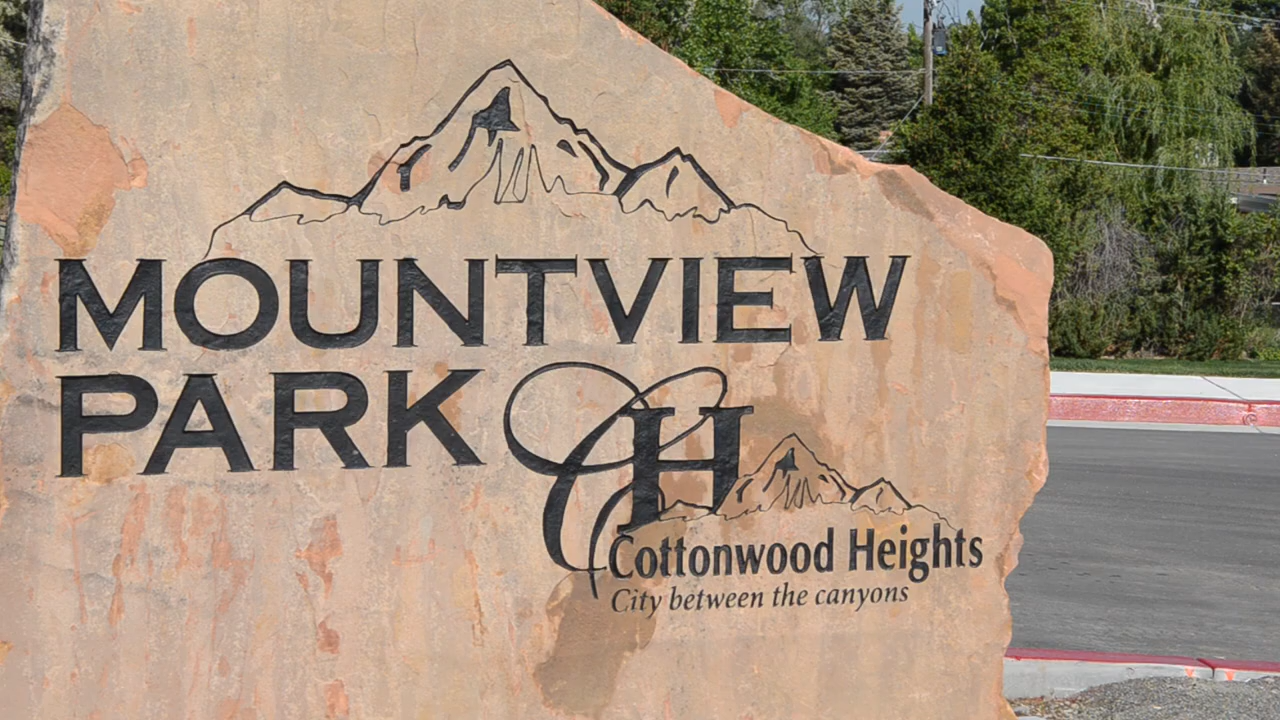 MOUNTVIEW
PARK
CH
Cottonwood Heights
City between the canyons